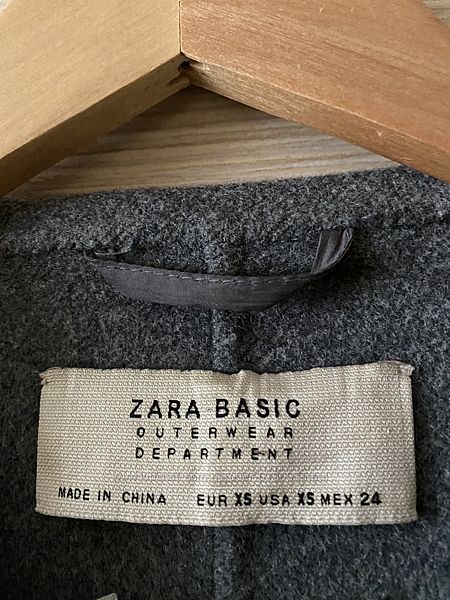 ZARA BASIC
OUTERWEAR
DEPARTMENT
MADE IN CHINA EUR XS USA XS MEX 24